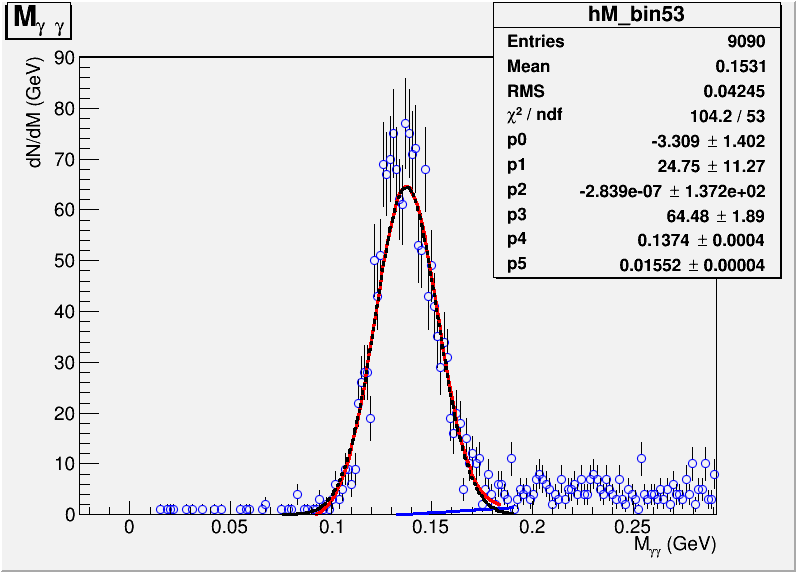 Mγ γ
hM_bin53
Entries 9090
Mean 0.1531
RMS 0.04245
χ² / ndf 104.2 / 53
p0 -3.309 ± 1.402
p1 24.75 ± 11.27
p2 -2.839e-07 ± 1.372e+02
p3 64.48 ± 1.89
p4 0.1374 ± 0.0004
p5 0.01552 ± 0.00004
dN/dM (GeV)
90
80
70
60
50
40
30
20
10
0
0 0.05 0.1 0.15 0.2 0.25
Mγγ (GeV)